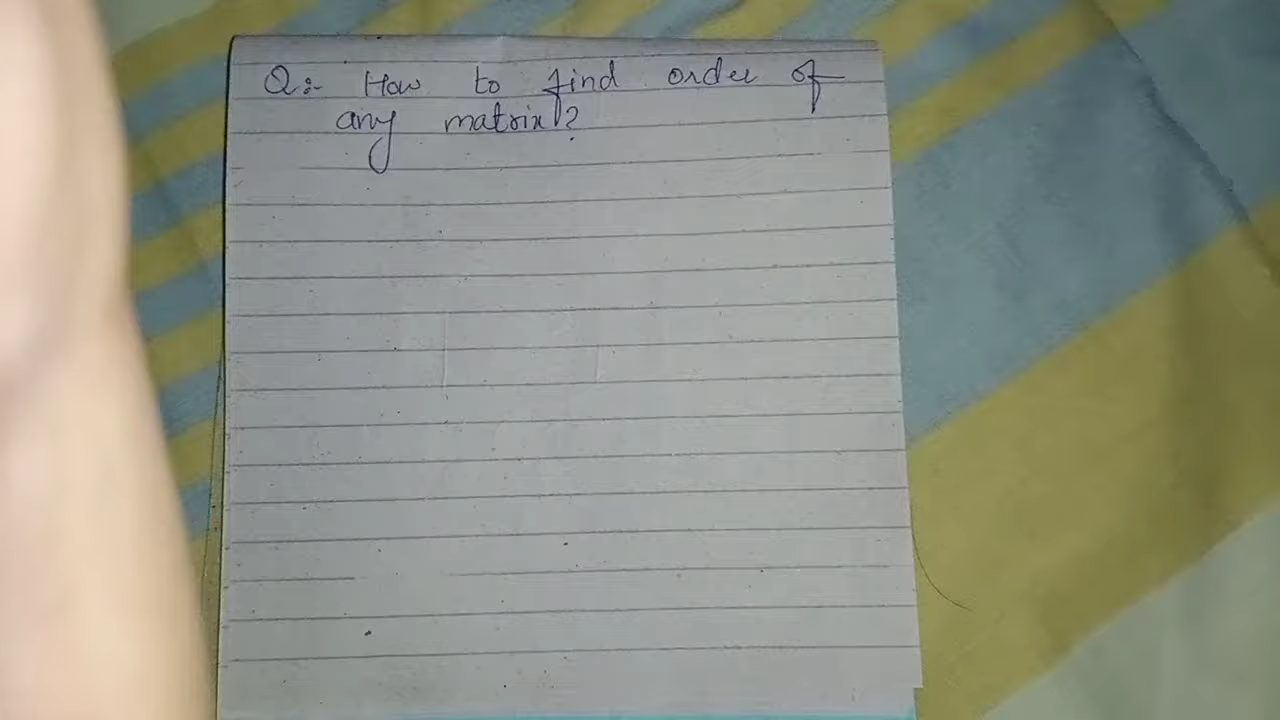 Q:- How to find order of
any matrix?